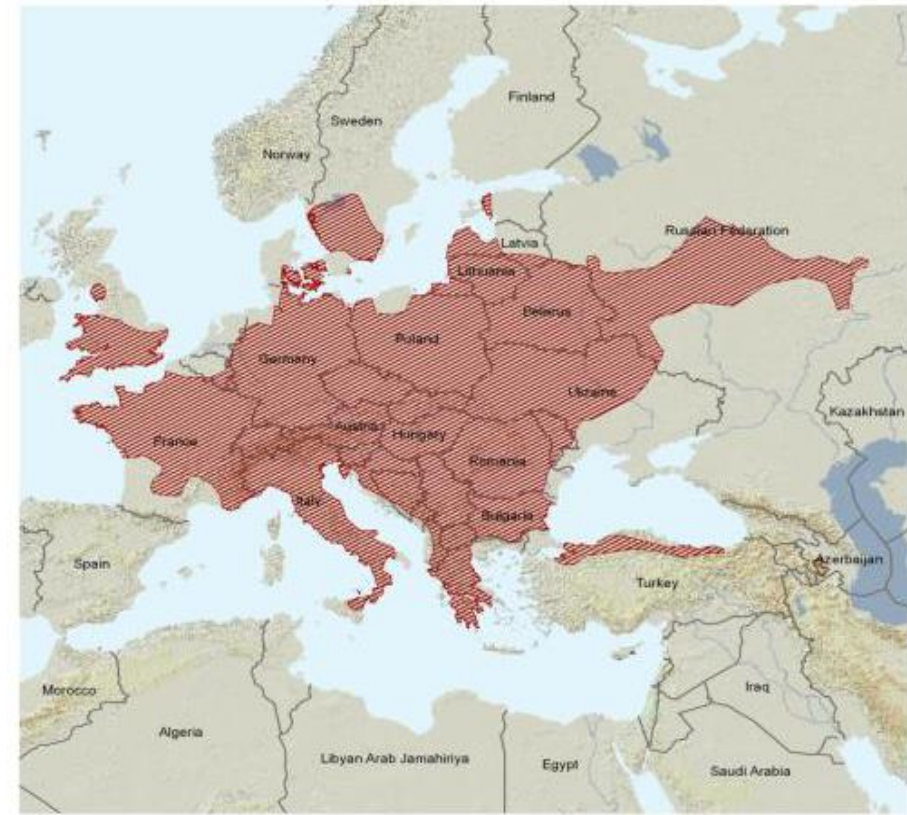 Finland
Sweden
Norway
Russian Federation
Latvia
Lithuania
Belarus
Poland
Germany
Ukraine
Kazakhstan
Austria
Hungary
France
Romania
Italy
Bulgaria
Azerbaijan
Spain
Turkey
Morocco
Iraq
Algeria
Libyan Arab Jamahiriya
Egypt
Saudi Arabia